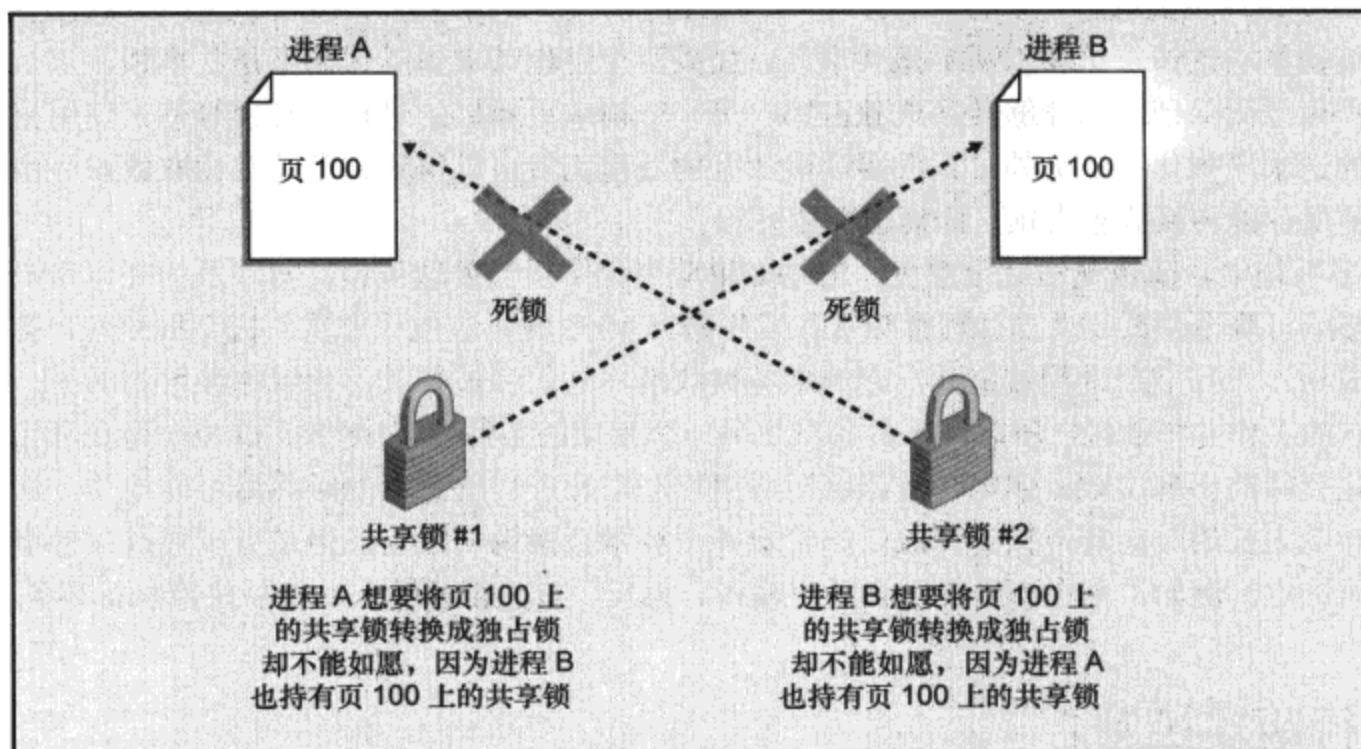 进程 A
进程 B
页 100
页 100
死锁
死锁
共享锁 #1
共享锁 #2
进程 A 想要将页 100 上
的共享锁转换成独占锁
却不能如愿，因为进程 B
也持有页 100 上的共享锁
进程 B 想要将页 100 上
的共享锁转换成独占锁
却不能如愿，因为进程 A
也持有页 100 上的共享锁